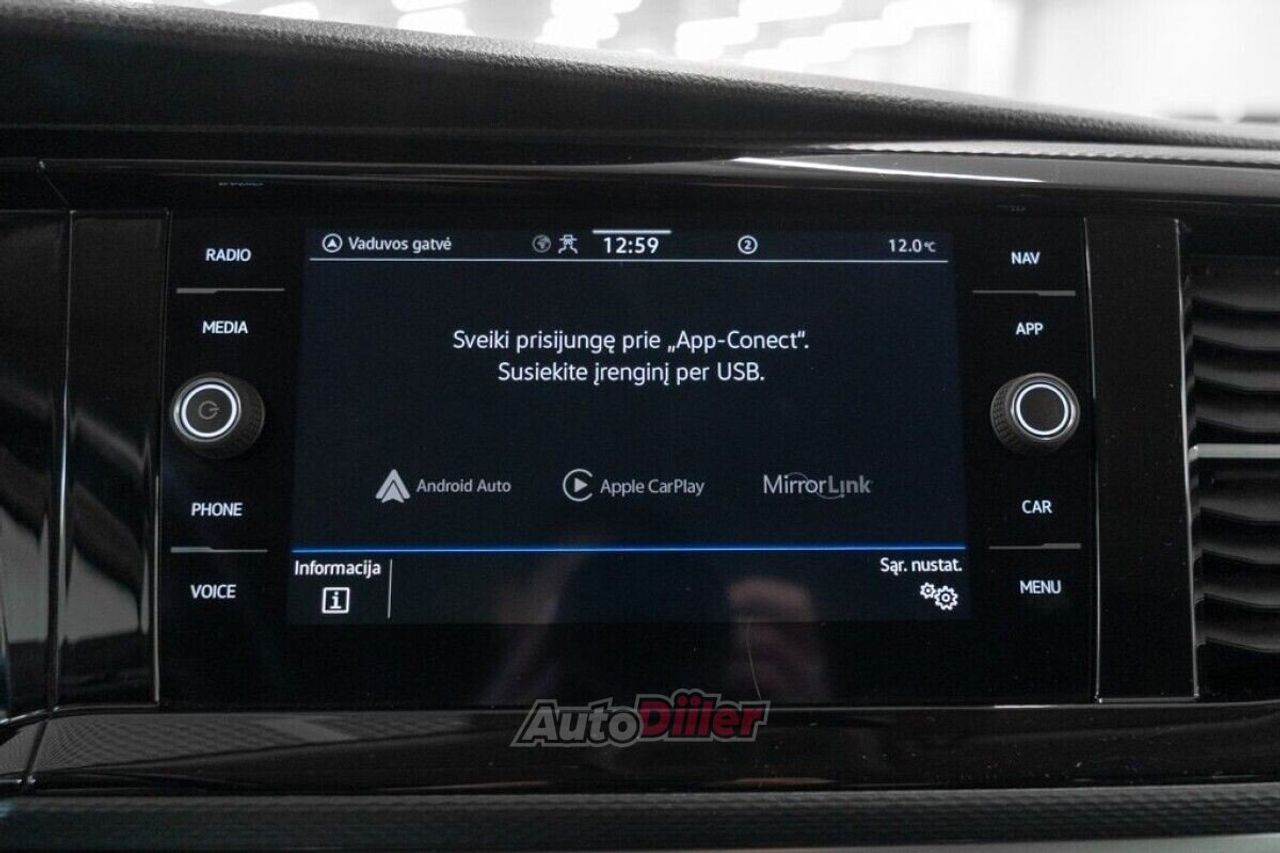 RADIO
MEDIA
PHONE
VOICE
Vaduvos gatvė
12:59
2
12.0 °C
Sveiki prisijungę prie „App-Conect“.
Susiekite įrenginį per USB.
Android Auto
Apple CarPlay
MirrorLink
Informacija
i
Sąr. nustat.
NAV
APP
CAR
MENU
AutoDiiler